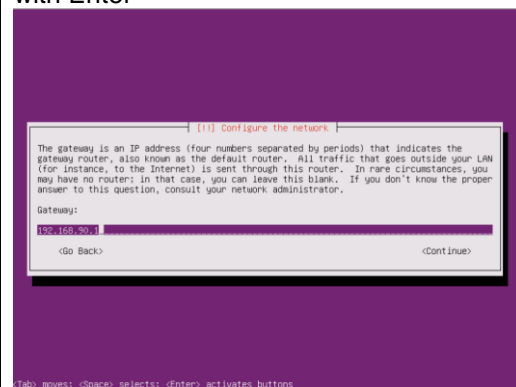 with Enter
[!!] Configure the network
The gateway is an IP address (four numbers separated by periods) that indicates the
gateway router, also known as the default router.  All traffic that goes outside your LAN
(for instance, to the Internet) is sent through this router.  In rare circumstances, you
may have no router; in that case, you can leave this blank.  If you don't know the proper
answer to this question, consult your network administrator.
Gateway:
192.168.90.1
<Go Back> <Continue>
<Tab> moves; <Space> selects; <Enter> activates buttons